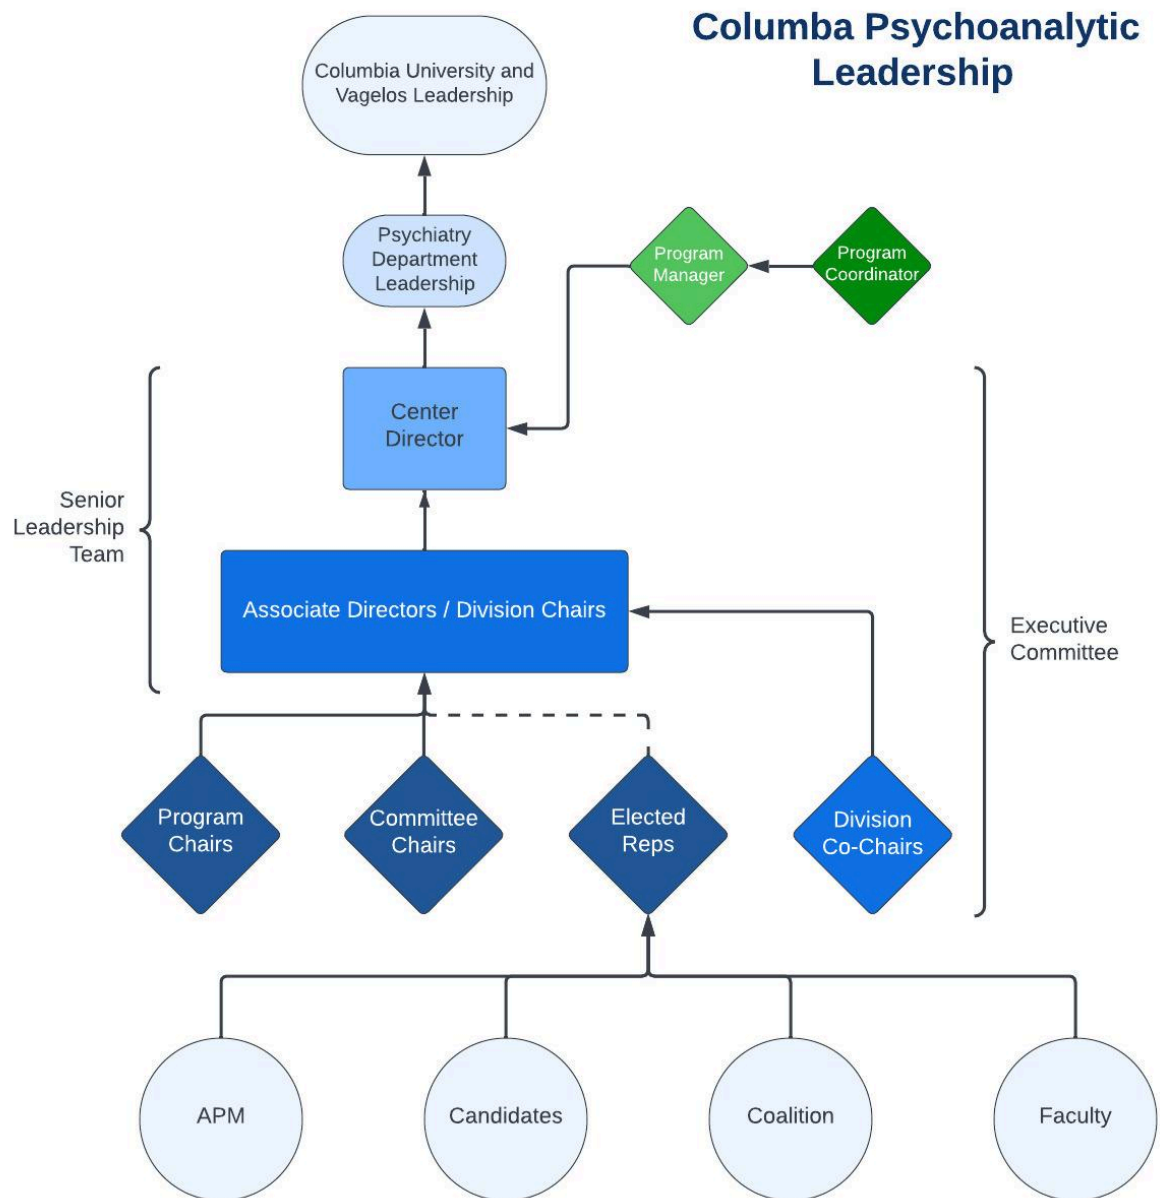 Columba Psychoanalytic
Leadership
Columbia University and
Vagelos Leadership
Psychiatry
Department
Leadership
Program
Manager
Program
Coordinator
Center
Director
Senior
Leadership
Team
Associate Directors / Division Chairs
Executive
Committee
Program
Chairs
Committee
Chairs
Elected
Reps
Division
Co-Chairs
APM
Candidates
Coalition
Faculty